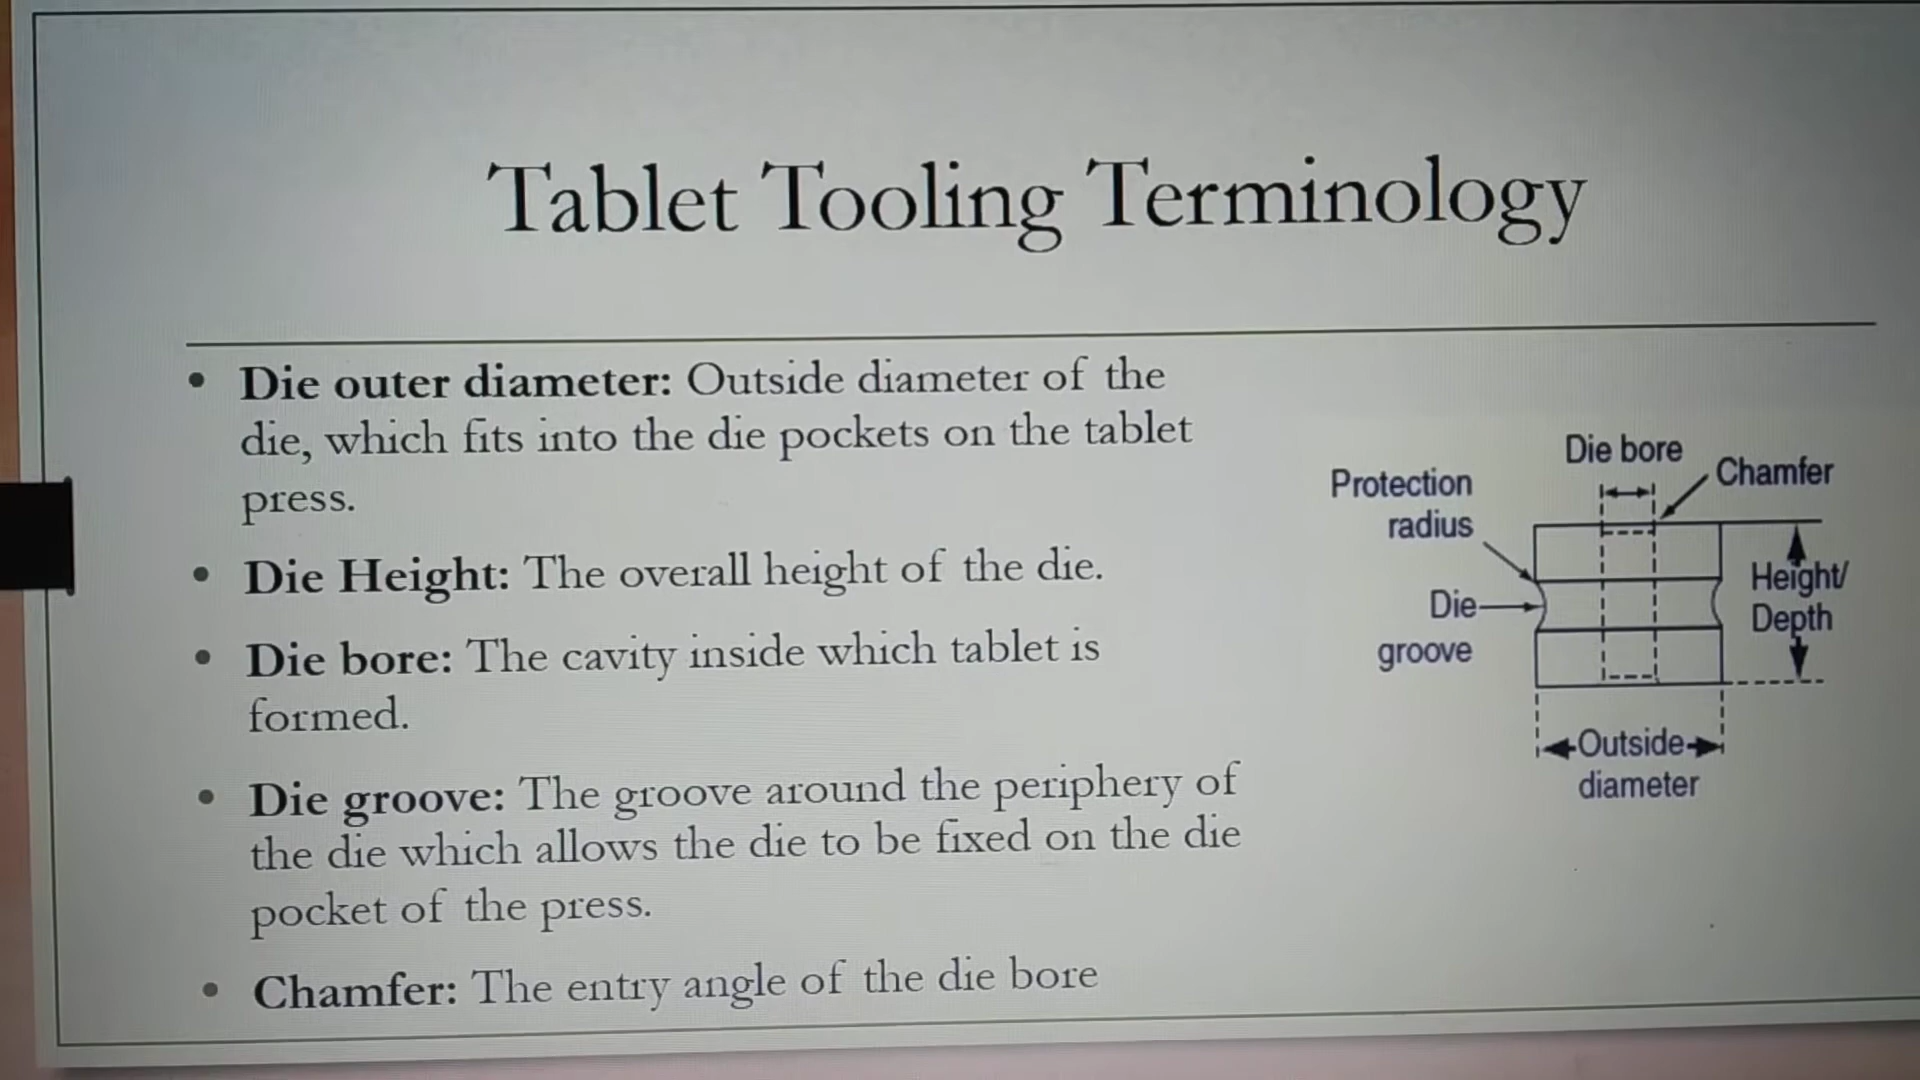 Tablet Tooling Terminology
• Die outer diameter: Outside diameter of the
die, which fits into the die pockets on the tablet
press.
• Die Height: The overall height of the die.
• Die bore: The cavity inside which tablet is
formed.
• Die groove: The groove around the periphery of
the die which allows the die to be fixed on the die
pocket of the press.
• Chamfer: The entry angle of the die bore
Die bore
Chamfer
Protection
radius
Die
groove
Height/
Depth
Outside
diameter